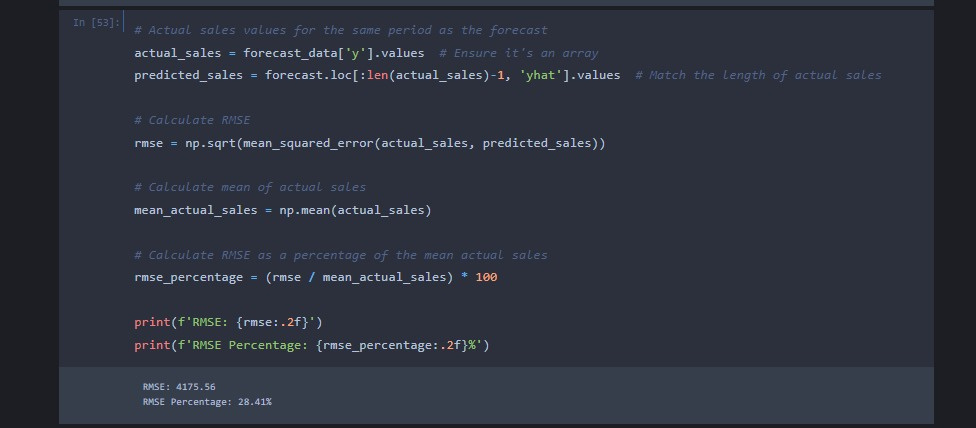 In [53]:
# Actual sales values for the same period as the forecast
actual_sales = forecast_data['y'].values  # Ensure it's an array
predicted_sales = forecast.loc[:len(actual_sales)-1, 'yhat'].values  # Match the length of actual sales
# Calculate RMSE
rmse = np.sqrt(mean_squared_error(actual_sales, predicted_sales))
# Calculate mean of actual sales
mean_actual_sales = np.mean(actual_sales)
# Calculate RMSE as a percentage of the mean actual sales
rmse_percentage = (rmse / mean_actual_sales) * 100
print(f'RMSE: {rmse:.2f}')
print(f'RMSE Percentage: {rmse_percentage:.2f}%')
RMSE: 4175.56
RMSE Percentage: 28.41%